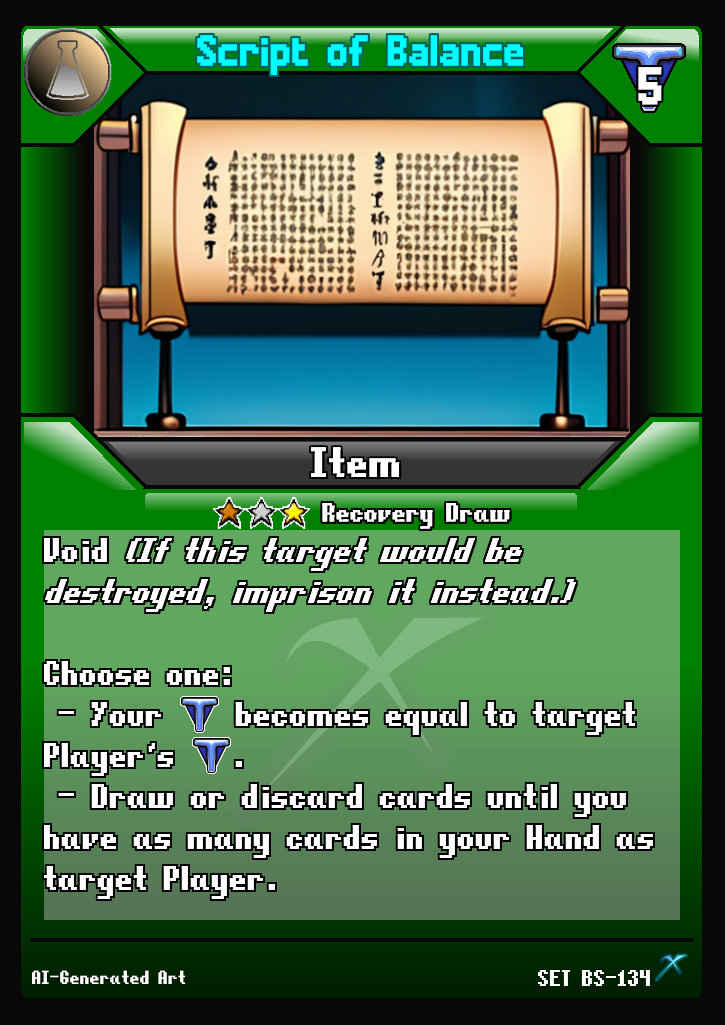 Script of Balance
5
Item
Recovery Draw
Void (If this target would be
destroyed, imprison it instead.)
Choose one:
- Your T becomes equal to target
Player's T.
- Draw or discard cards until you
have as many cards in your Hand as
target Player.
AI-Generated Art
SET BS-134